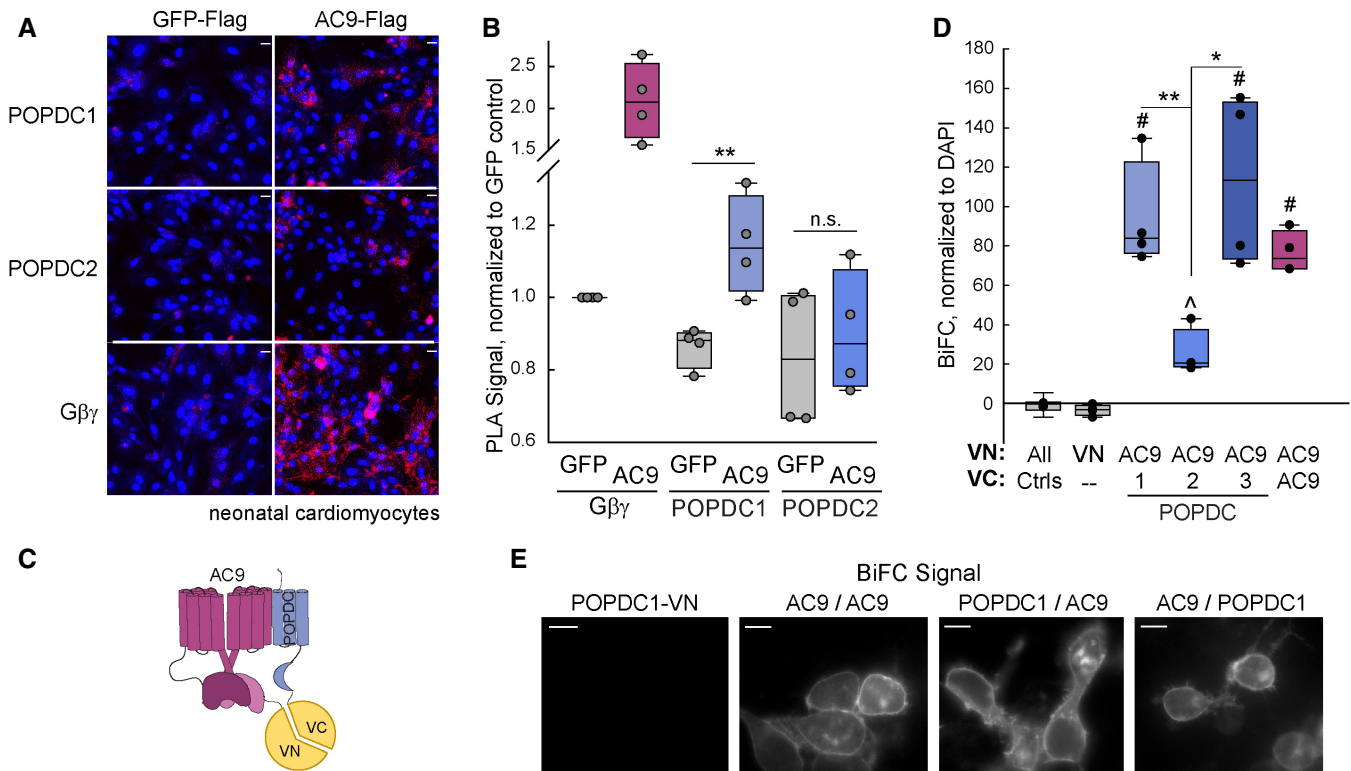 A
GFP-Flag AC9-Flag
POPDC1
POPDC2
Gβγ
neonatal cardiomyocytes
B
PLA Signal, normalized to GFP control
2.5
2.0
1.5
1.2
1.0
0.8
0.6
**
n.s.
GFP AC9 GFP AC9 GFP AC9
Gβγ POPDC1 POPDC2
C
AC9
POPDC
VC
VN
D
BiFC, normalized to DAPI
180
160
140
120
100
80
60
40
20
0
** *
# ^ # #
VN: All VN AC9 AC9 AC9 AC9
VC: Ctrls -- 1 2 3 AC9
POPDC
E
BiFC Signal
POPDC1-VN AC9 / AC9 POPDC1 / AC9 AC9 / POPDC1